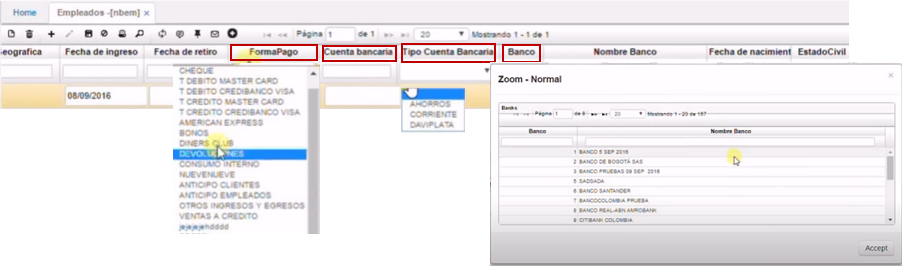 Home Empleados -[nbem] ×
Página 1 de 1 20 Mostrando 1 - 1 de 1
Geografica Fecha de ingreso Fecha de retiro FormaPago Cuenta bancaria Tipo Cuenta Bancaria Banco Nombre Banco Fecha de nacimient EstadoCivil
08/09/2016
CHEQUE
T DEBITO MASTER CARD
T DEBITO CREDIBANCO VISA
T CREDITO MASTER CARD
T CREDITO CREDIBANCO VISA
AMERICAN EXPRESS
BONOS
DINERS CLUB
DEVOLUCIONES
CONSUMO INTERNO
NUEVENUEVE
ANTICIPO CLIENTES
ANTICIPO EMPLEADOS
OTROS INGRESOS Y EGRESOS
VENTAS A CREDITO
jejejejehdddd
AHORROS
CORRIENTE
DAVIPLATA
Zoom - Normal ×
Banks
Página 1 de 8 20 Mostrando 1 - 20 de 157
Banco Nombre Banco
1 BANCO 5 SEP 2016
2 BANCO DE BOGOTÁ SAS
3 BANCO PRUEBAS 09 SEP 2016
5 SADSADA
6 BANCO SANTANDER
7 BANCOCOLOMBIA PRUEBA
8 BANCO REAL-ABN AMROBANK
9 CITIBANK COLOMBIA
Accept